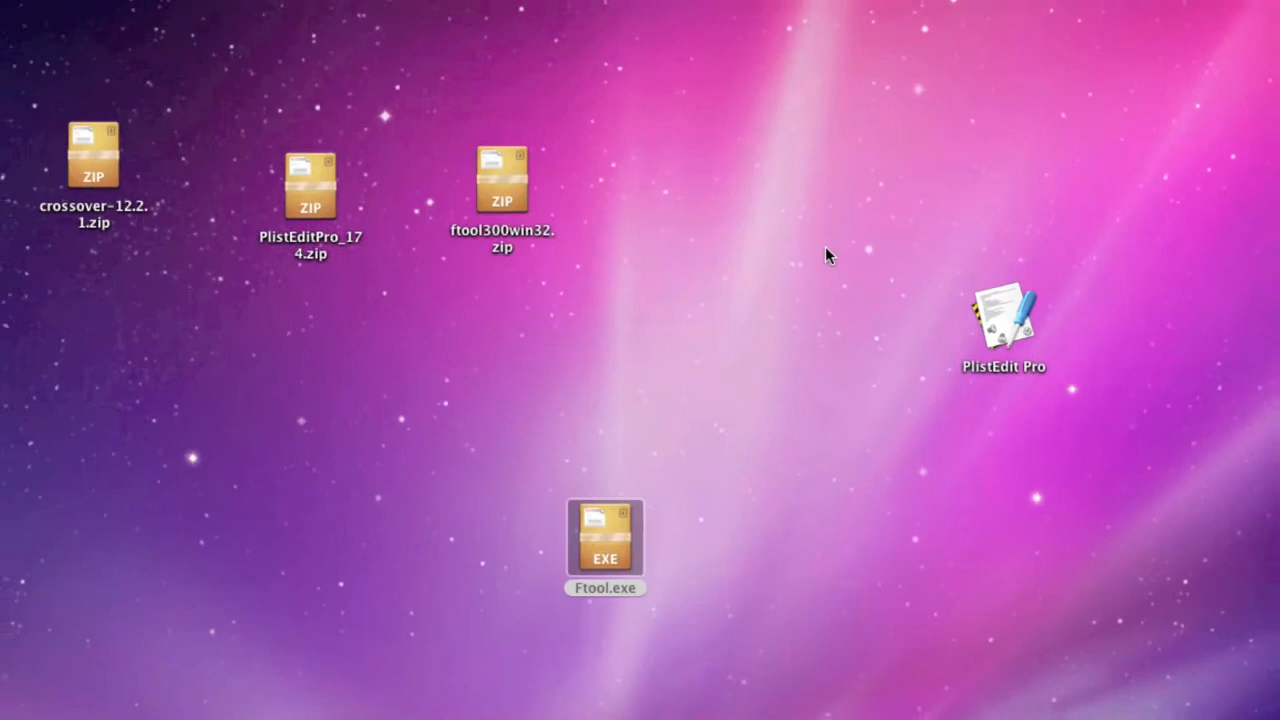 ZIP
crossover-12.2.
1.zip
ZIP
PlistEditPro_17
4.zip
ZIP
ftool300win32.
zip
PlistEdit Pro
EXE
Ftool.exe